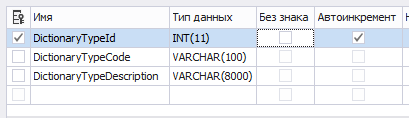 Имя Тип данных Без знака Автоинкремент
DictionaryTypeId INT(11)
DictionaryTypeCode VARCHAR(100)
DictionaryTypeDescription VARCHAR(8000)